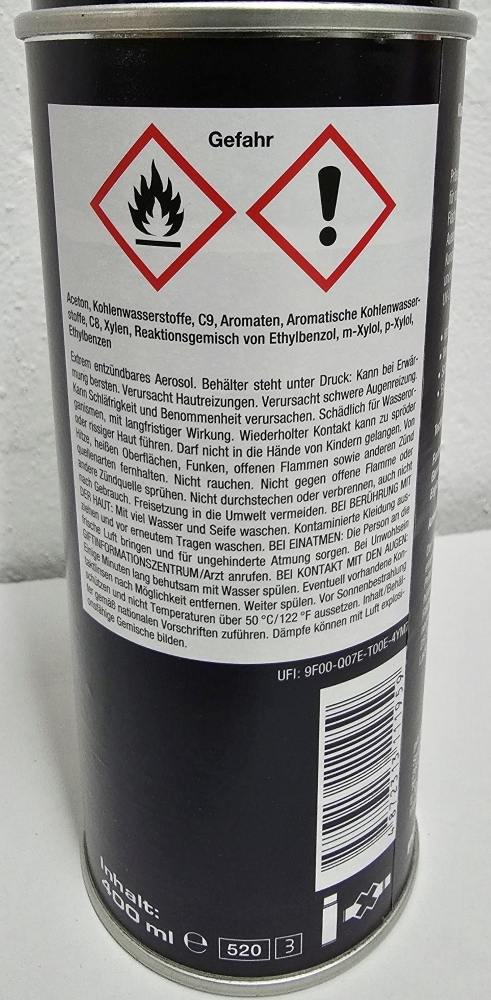 Gefahr
Aceton, Kohlenwasserstoffe, C9, Aromaten, Aromatische Kohlenwasser-
stoffe, C8, Xylen, Reaktionsgemisch von Ethylbenzol, m-Xylol, p-Xylol,
Ethylbenzen
Extrem entzündbares Aerosol. Behälter steht unter Druck: Kann bei Erwär-
mung bersten. Verursacht Hautreizungen. Verursacht schwere Augenreizung.
Kann Schläfrigkeit und Benommenheit verursachen. Schädlich für Wasseror-
ganismen, mit langfristiger Wirkung. Wiederholter Kontakt kann zu spröder
oder rissiger Haut führen. Darf nicht in die Hände von Kindern gelangen. Von
Hitze, heißen Oberflächen, Funken, offenen Flammen sowie anderen Zünd
quellenarten fernhalten. Nicht rauchen. Nicht gegen offene Flamme oder
andere Zündquelle sprühen. Nicht durchstechen oder verbrennen, auch nicht
nach Gebrauch. Freisetzung in die Umwelt vermeiden. BEI BERÜHRUNG MIT
DER HAUT: Mit viel Wasser und Seife waschen. Kontaminierte Kleidung aus-
ziehen und vor erneutem Tragen waschen. BEI EINATMEN: Die Person an die
frische Luft bringen und für ungehinderte Atmung sorgen. Bei Unwohlsein
GIFTINFORMATIONSZENTRUM/Arzt anrufen. BEI KONTAKT MIT DEN AUGEN:
Einige Minuten lang behutsam mit Wasser spülen. Eventuell vorhandene Kon-
taktlinsen nach Möglichkeit entfernen. Weiter spülen. Vor Sonnenbestrahlung
schützen und nicht Temperaturen über 50 °C/122 °F aussetzen. Inhalt/Behäl-
ter gemäß nationalen Vorschriften zuführen. Dämpfe können mit Luft explosi-
onsfähige Gemische bilden.
UFI: 9F00-Q07E-T00E-4YM
Inhalt:
400 ml ℮ 520 3